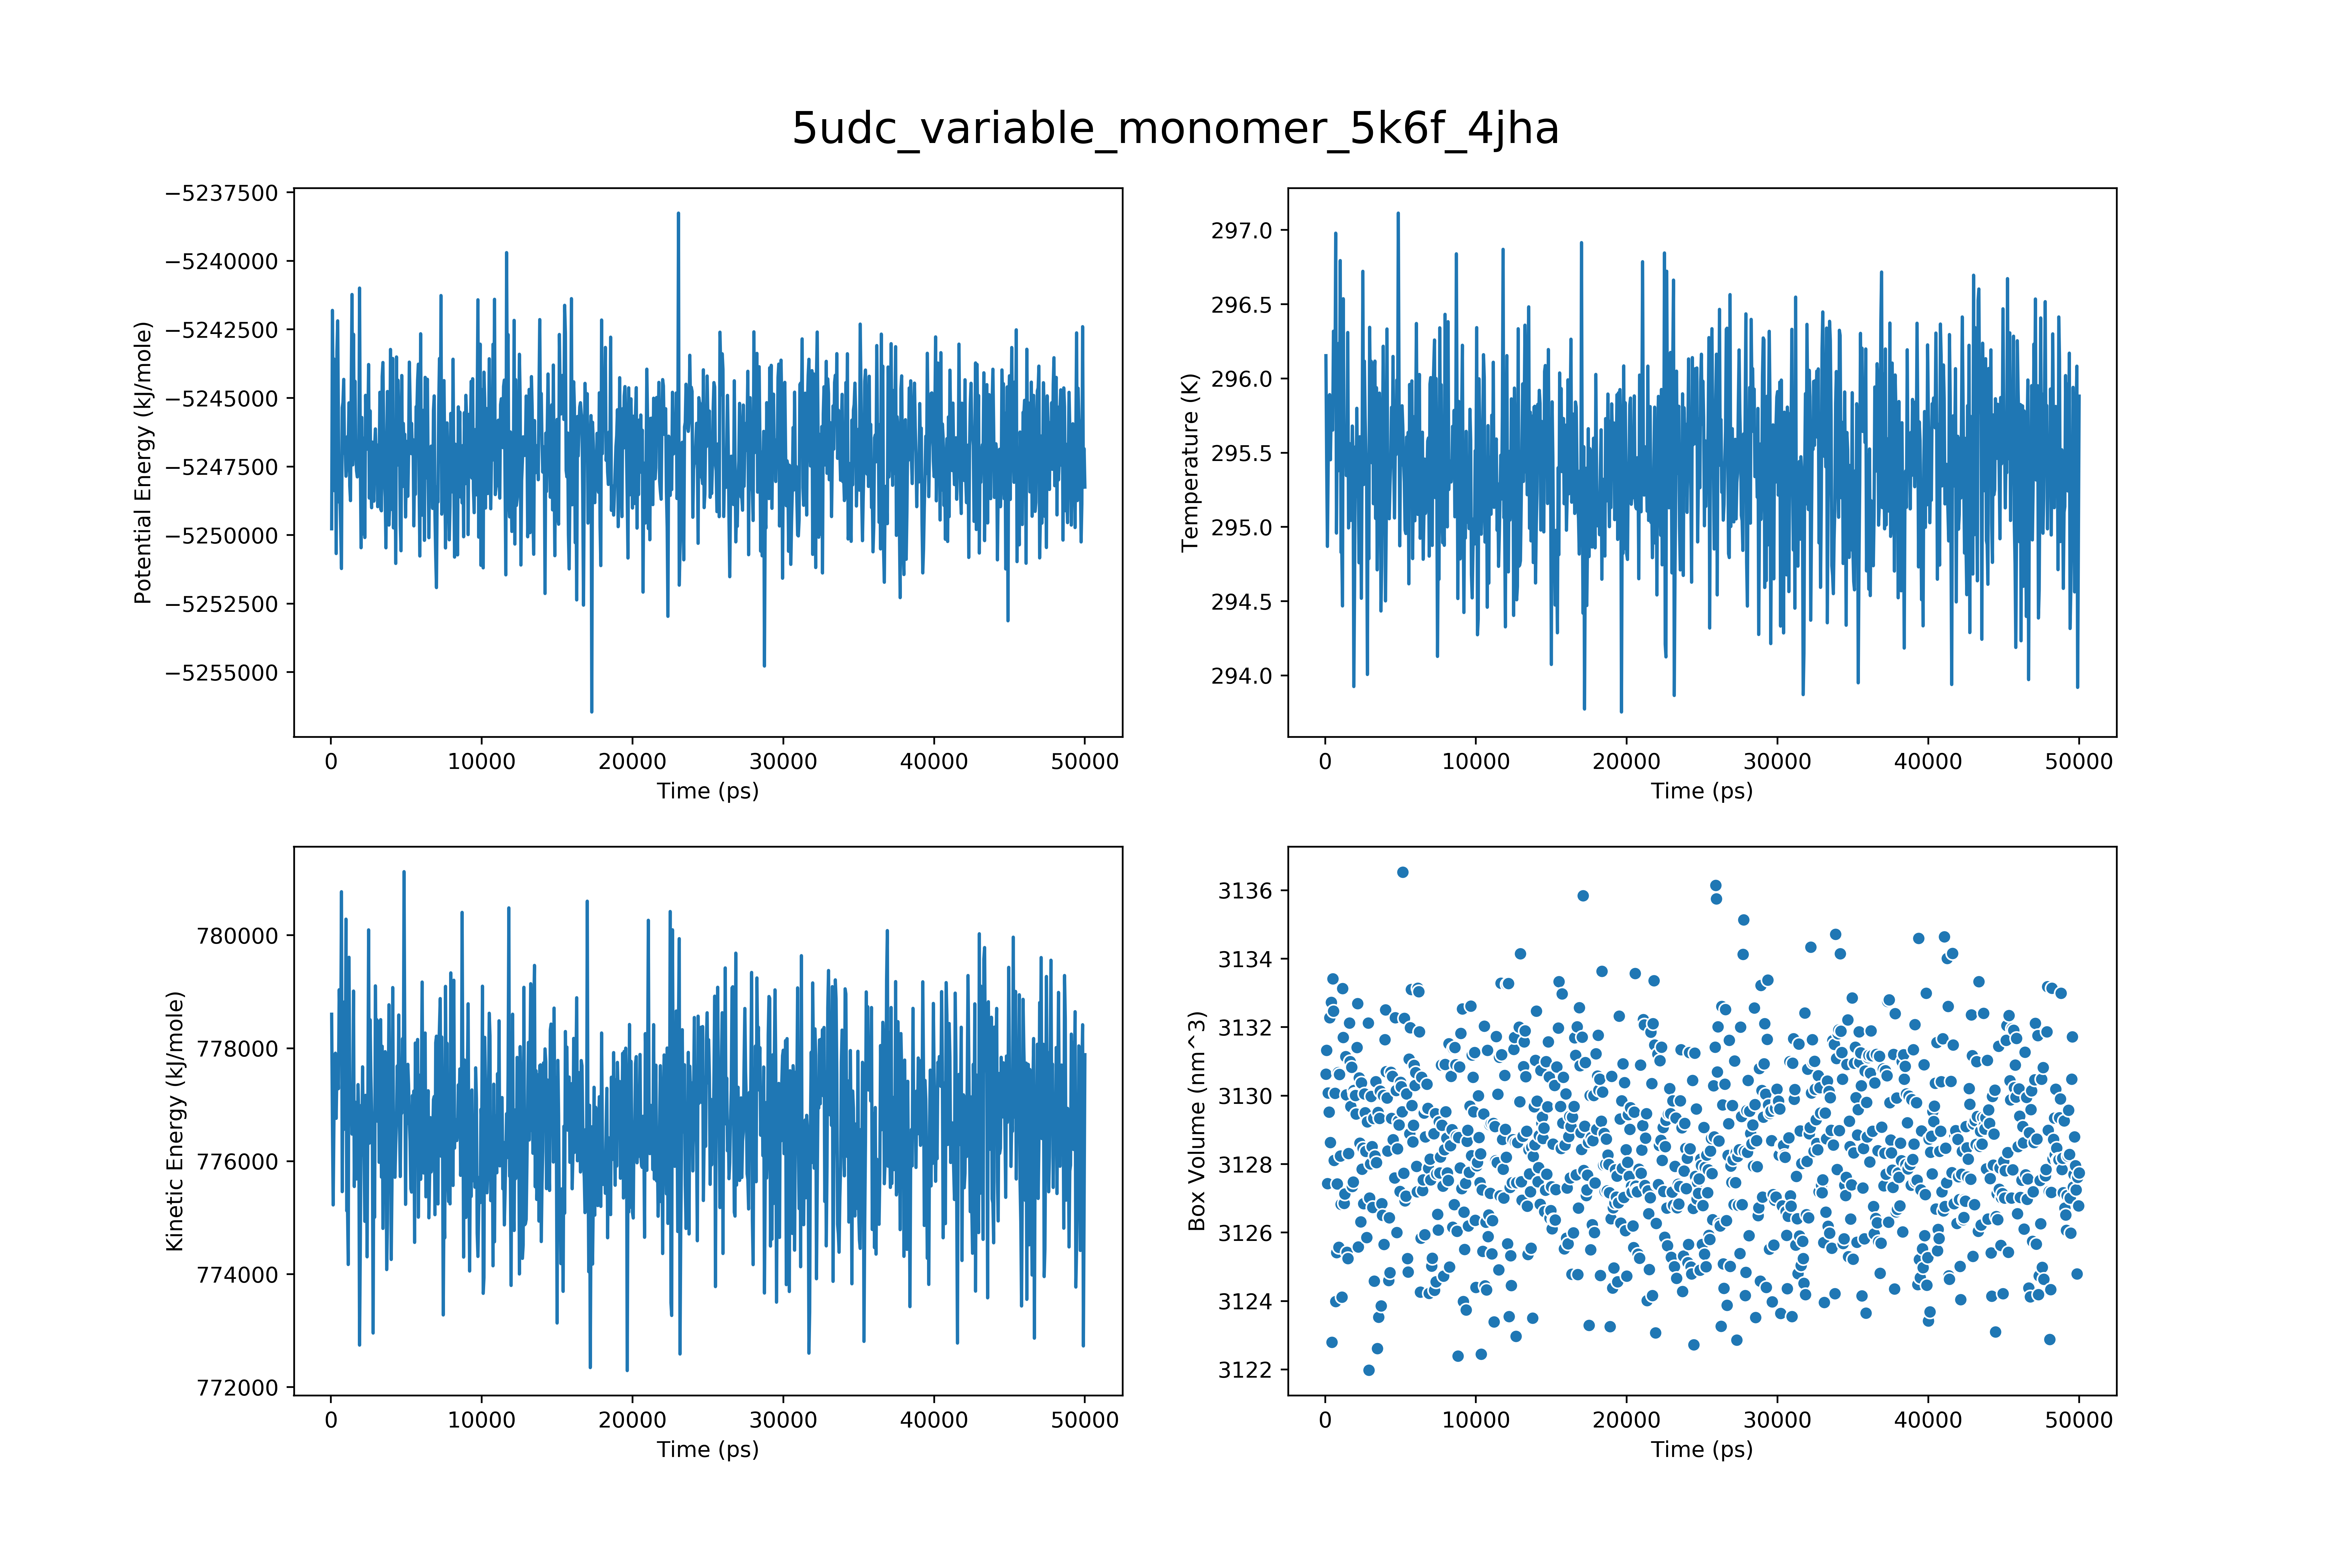 5udc_variable_monomer_5k6f_4jha
−5237500
−5240000
−5242500
−5245000
−5247500
−5250000
−5252500
−5255000
Potential Energy (kJ/mole)
0 10000 20000 30000 40000 50000
Time (ps)
297.0
296.5
296.0
295.5
295.0
294.5
294.0
Temperature (K)
0 10000 20000 30000 40000 50000
Time (ps)
780000
778000
776000
774000
772000
Kinetic Energy (kJ/mole)
0 10000 20000 30000 40000 50000
Time (ps)
3136
3134
3132
3130
3128
3126
3124
3122
Box Volume (nm^3)
0 10000 20000 30000 40000 50000
Time (ps)